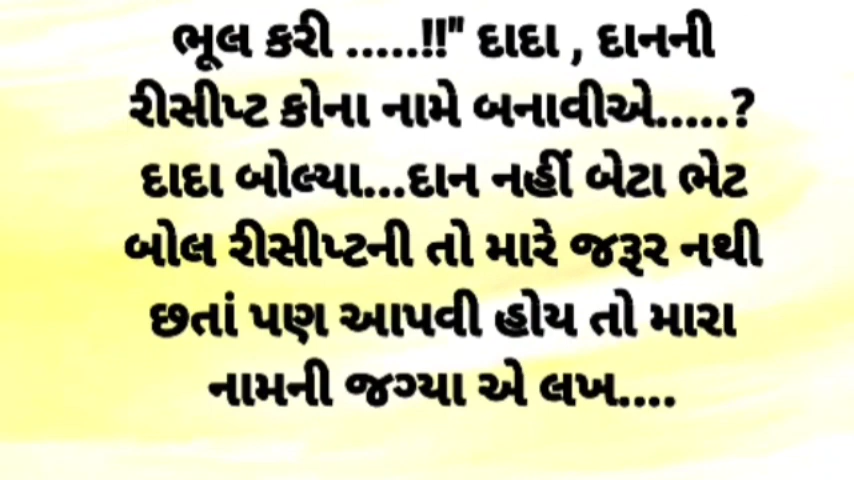 ભૂલ કરી .....!!" દાદા , દાનની
રીસીપ્ટ કોના નામે બનાવીએ.....?
દાદા બોલ્યા...દાન નહીં બેટા ભેટ
બોલ રીસીપ્ટની તો મારે જરૂર નથી
છતાં પણ આપવી હોય તો મારા
નામની જગ્યા એ લખ....